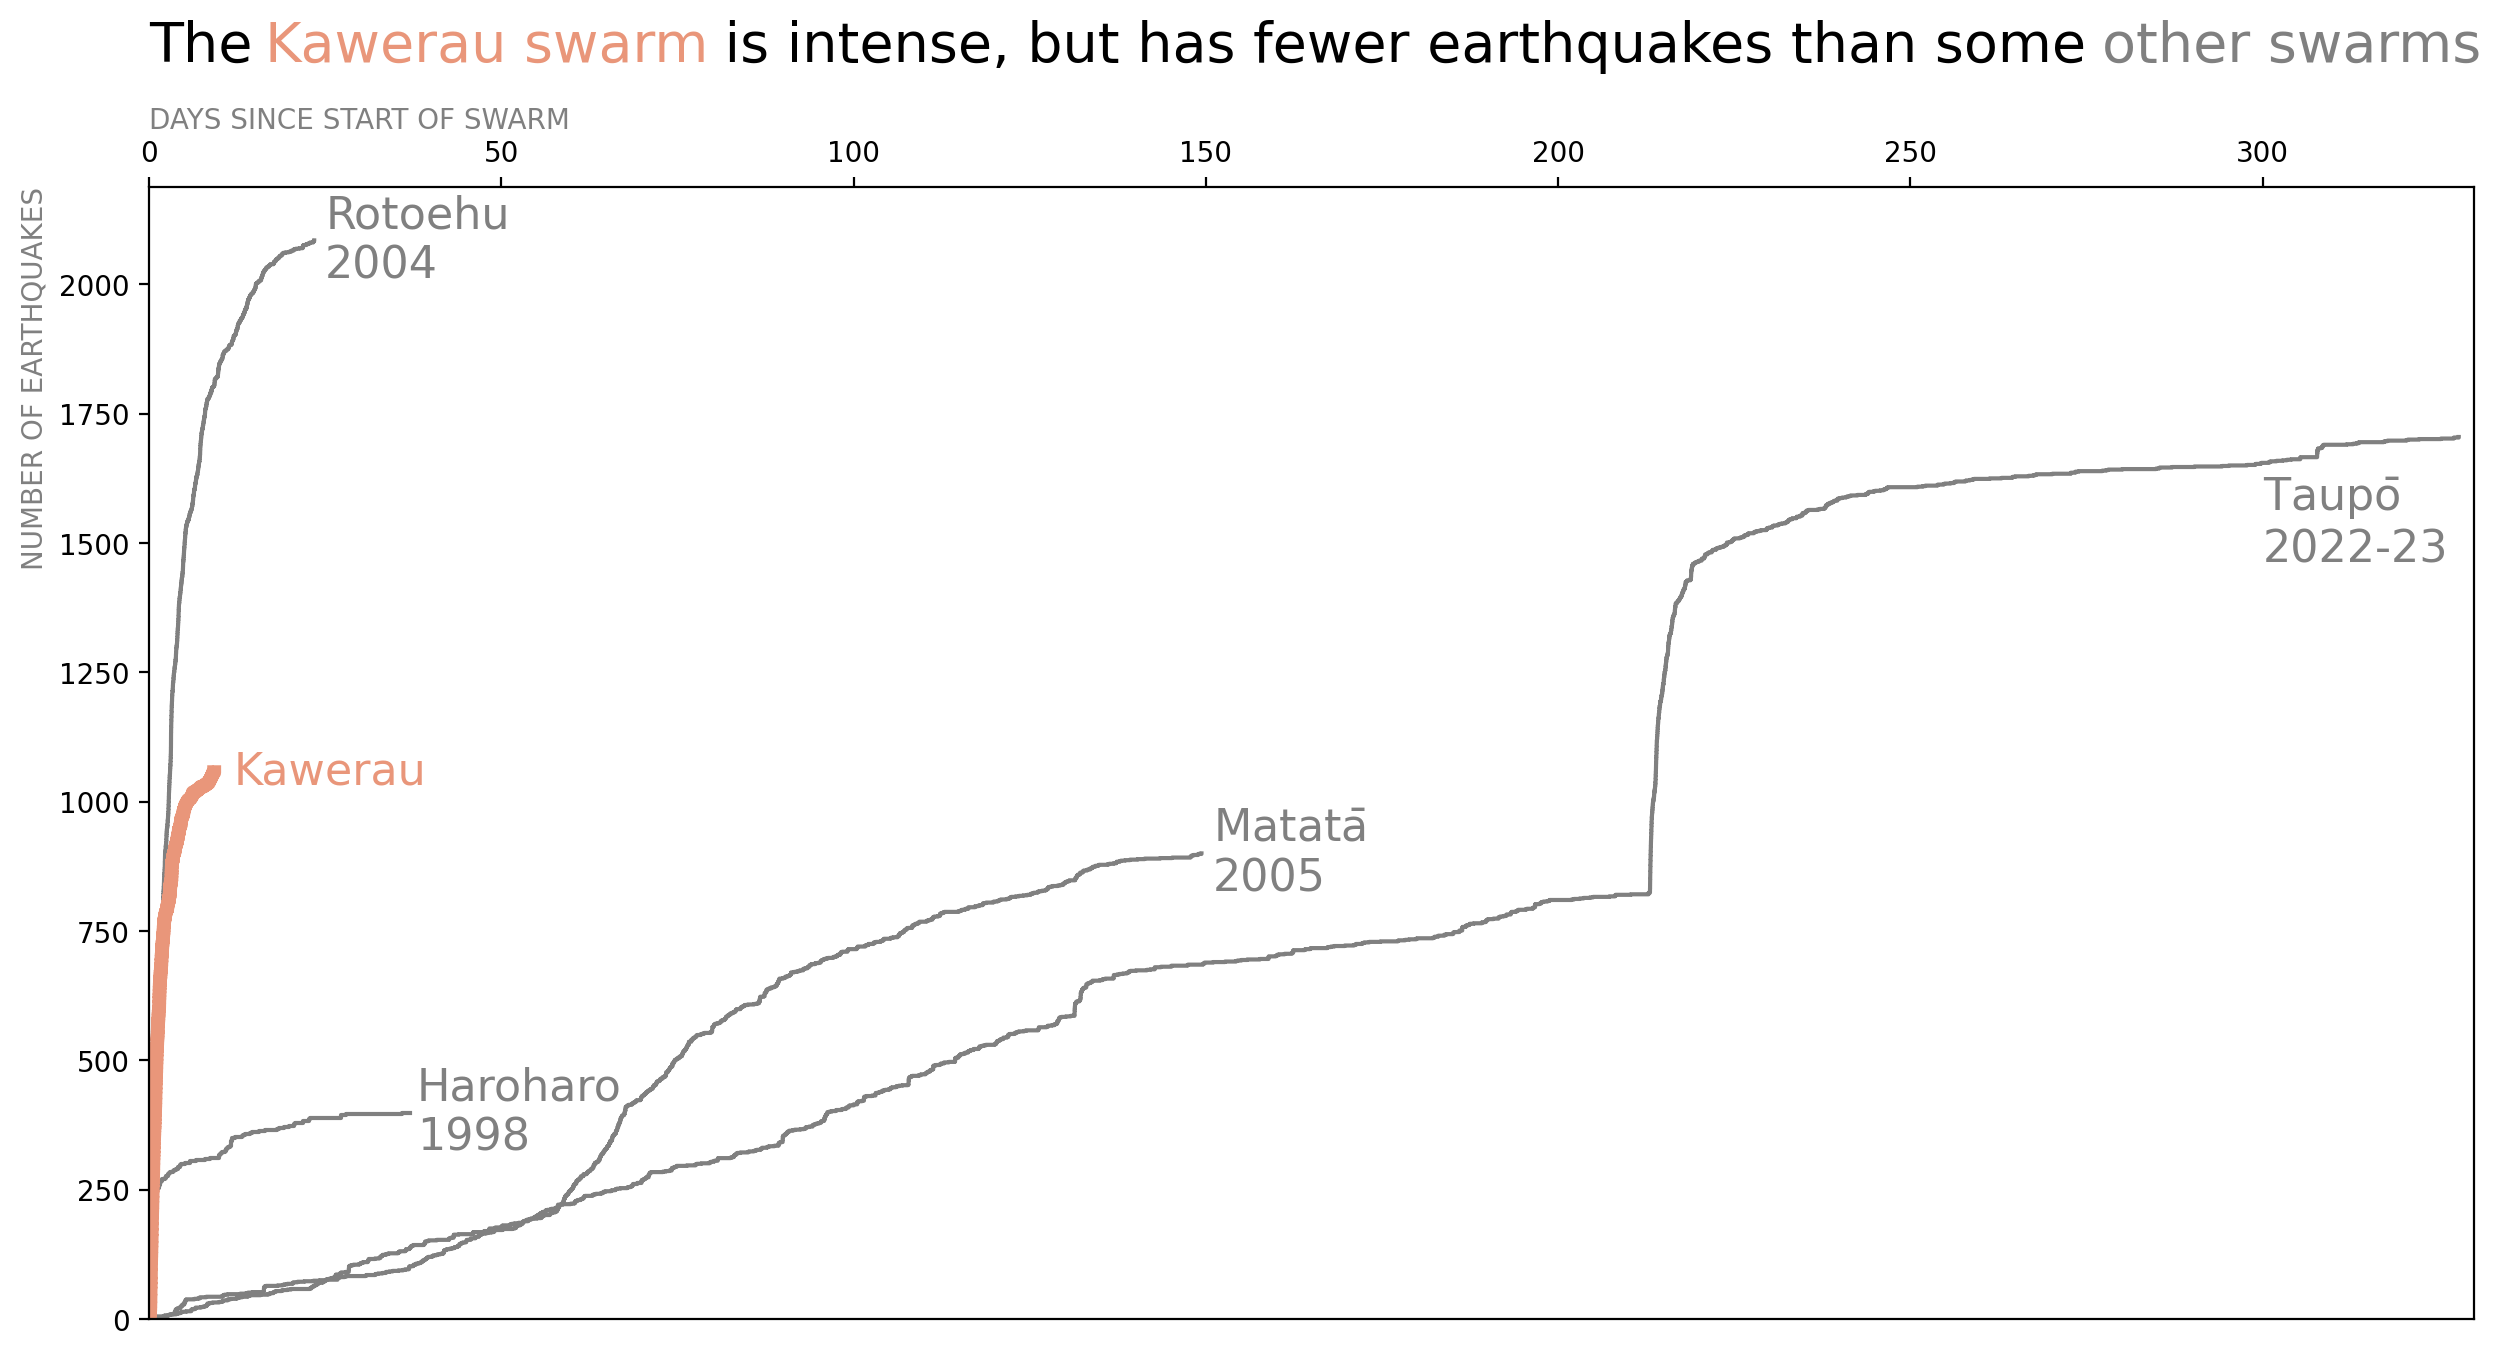 The Kawerau swarm is intense, but has fewer earthquakes than some other swarms
DAYS SINCE START OF SWARM
0 50 100 150 200 250 300
NUMBER OF EARTHQUAKES
2000
1750
1500
1250
1000
750
500
250
0
Rotoehu
2004
Taupō
2022-23
Kawerau
Matatā
2005
Haroharo
1998